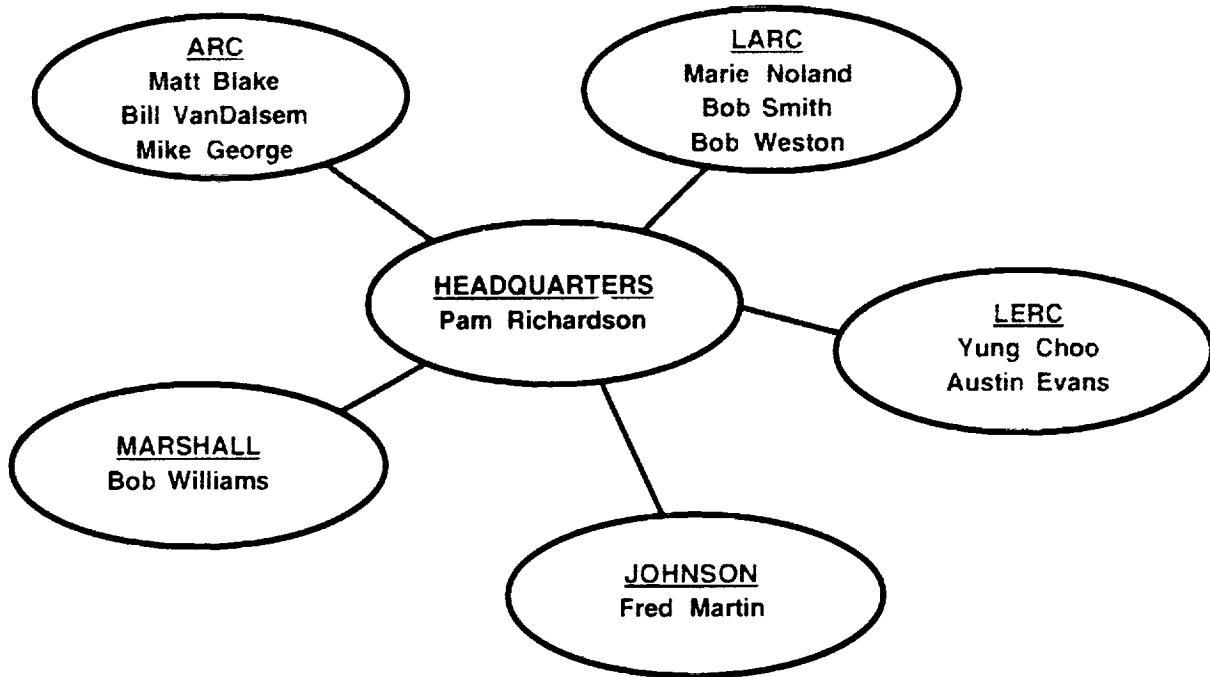 ARC
Matt Blake
Bill VanDalsem
Mike George
LARC
Marie Noland
Bob Smith
Bob Weston
HEADQUARTERS
Pam Richardson
LERC
Yung Choo
Austin Evans
MARSHALL
Bob Williams
JOHNSON
Fred Martin